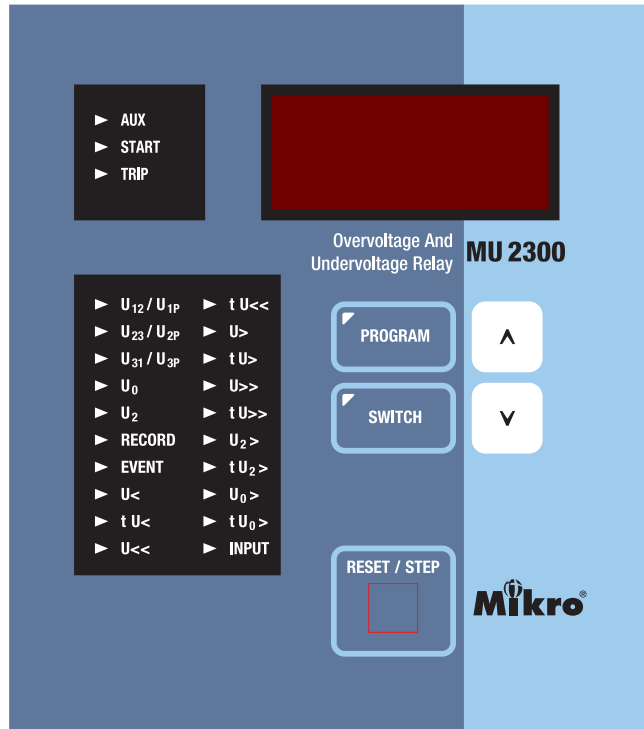 AUX
START
TRIP
Overvoltage And
Undervoltage Relay
MU 2300
U12 / U1P
U23 / U2P
U31 / U3P
U0
U2
RECORD
EVENT
U<
t U<
U<<
t U<<
U>
t U>
U>>
t U>>
U2 >
t U2 >
U0 >
t U0 >
INPUT
PROGRAM
SWITCH
RESET / STEP
Mikro®